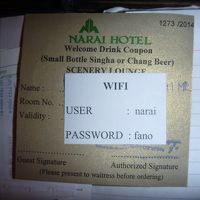 1273 /2014
NARAI HOTEL
Welcome Drink Coupon
(Small Bottle Singha or Chang Beer)
SCENERY LOUNGE
Name :
WIFI
Room No.
USER : narai
Validity :
PASSWORD : fano
Guest Signature Authorized Signature
(Please present to waitress before ordering)